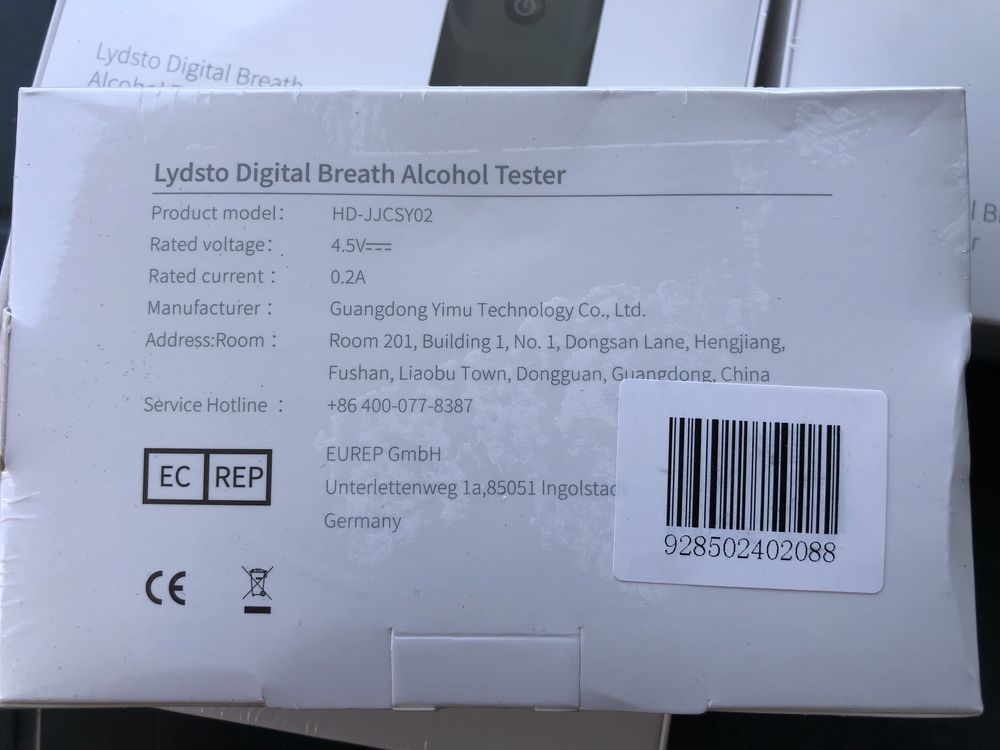 Lydsto Digital Breath
Alcohol
Lydsto Digital Breath Alcohol Tester
Product model: HD-JJCSY02
Rated voltage: 4.5V
Rated current : 0.2A
Manufacturer : Guangdong Yimu Technology Co., Ltd.
Address:Room : Room 201, Building 1, No. 1, Dongsan Lane, Hengjiang,
Fushan, Liaobu Town, Dongguan, Guangdong, China
Service Hotline : +86 400-077-8387
EC REP
EUREP GmbH
Unterlettenweg 1a,85051 Ingolstad
Germany
CE
928502402088